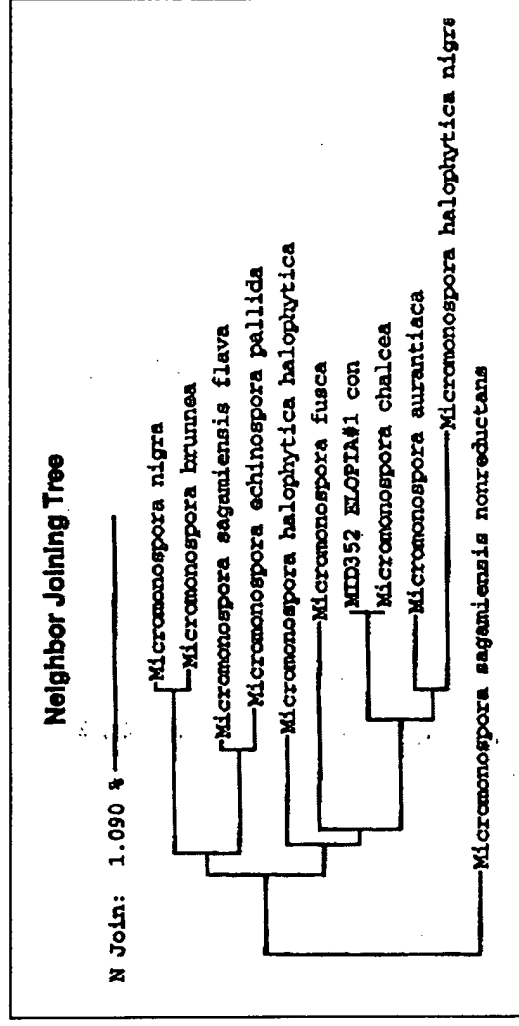 Neighbor Joining Tree
N Join: 1.090 %
Micromonospora nigra
Micromonospora brunnea
Micromonospora sagamiensis flava
Micromonospora echinospora pallida
Micromonospora halophytica halophytica
Micromonospora fusca
MID352 ELOPIA#1 con
Micromonospora chalcea
Micromonospora aurantiaca
Micromonospora halophytica nigra
Micromonospora sagamiensis nonreductans